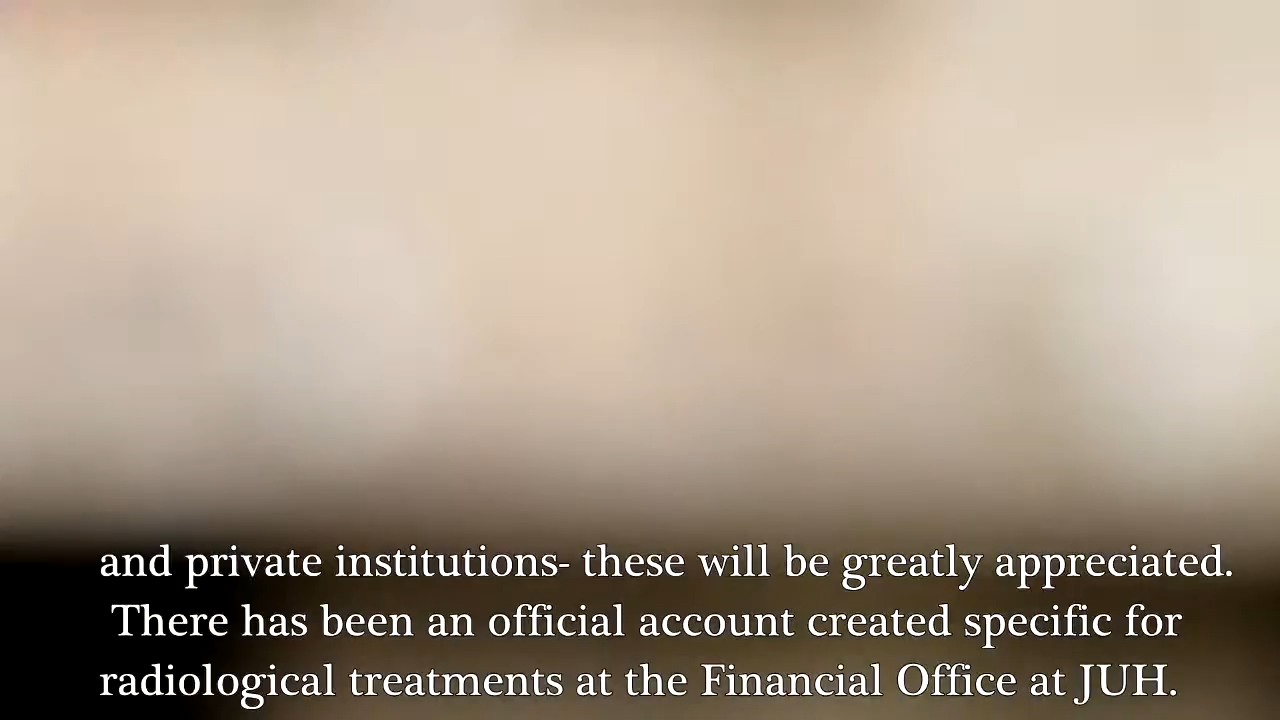 and private institutions- these will be greatly appreciated.
There has been an official account created specific for
radiological treatments at the Financial Office at JUH.